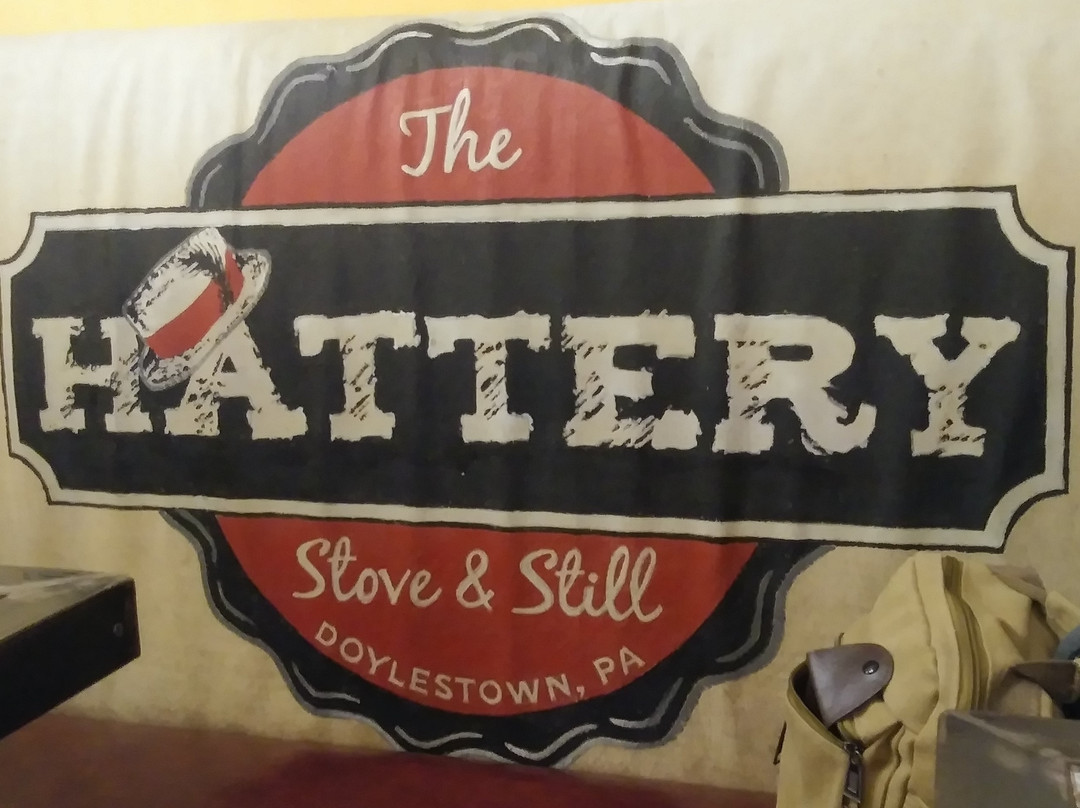 The
HATTERY
Stove & Still
DOYLESTOWN, PA